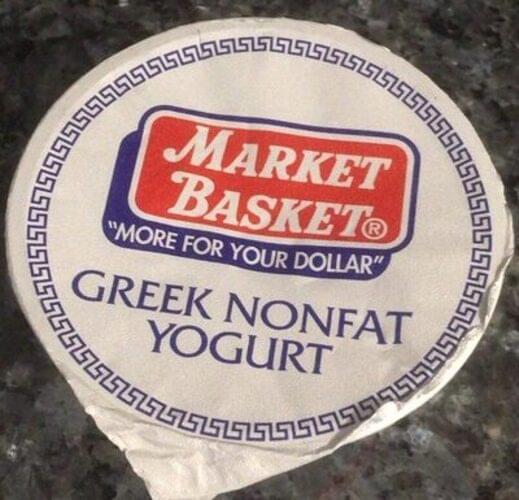 MARKET
BASKET®
"MORE FOR YOUR DOLLAR"
GREEK NONFAT
YOGURT